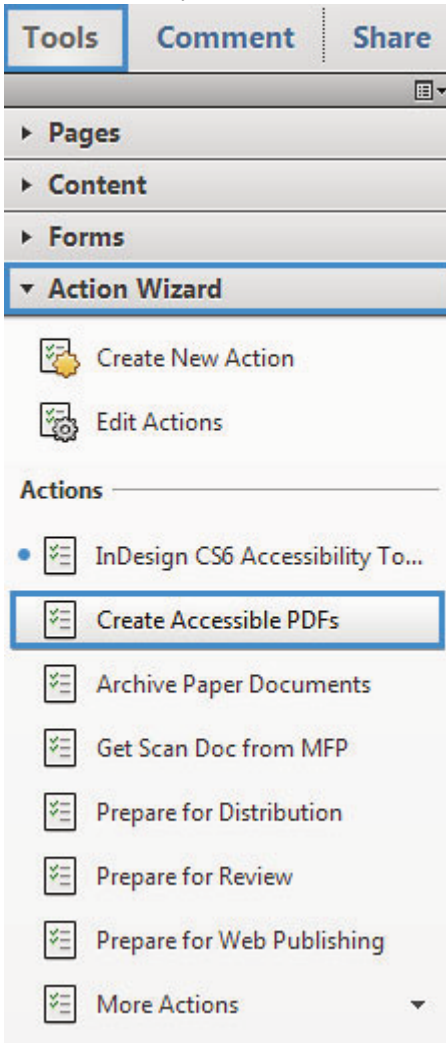 Tools Comment Share
Pages
Content
Forms
Action Wizard
Create New Action
Edit Actions
Actions
InDesign CS6 Accessibility To...
Create Accessible PDFs
Archive Paper Documents
Get Scan Doc from MFP
Prepare for Distribution
Prepare for Review
Prepare for Web Publishing
More Actions